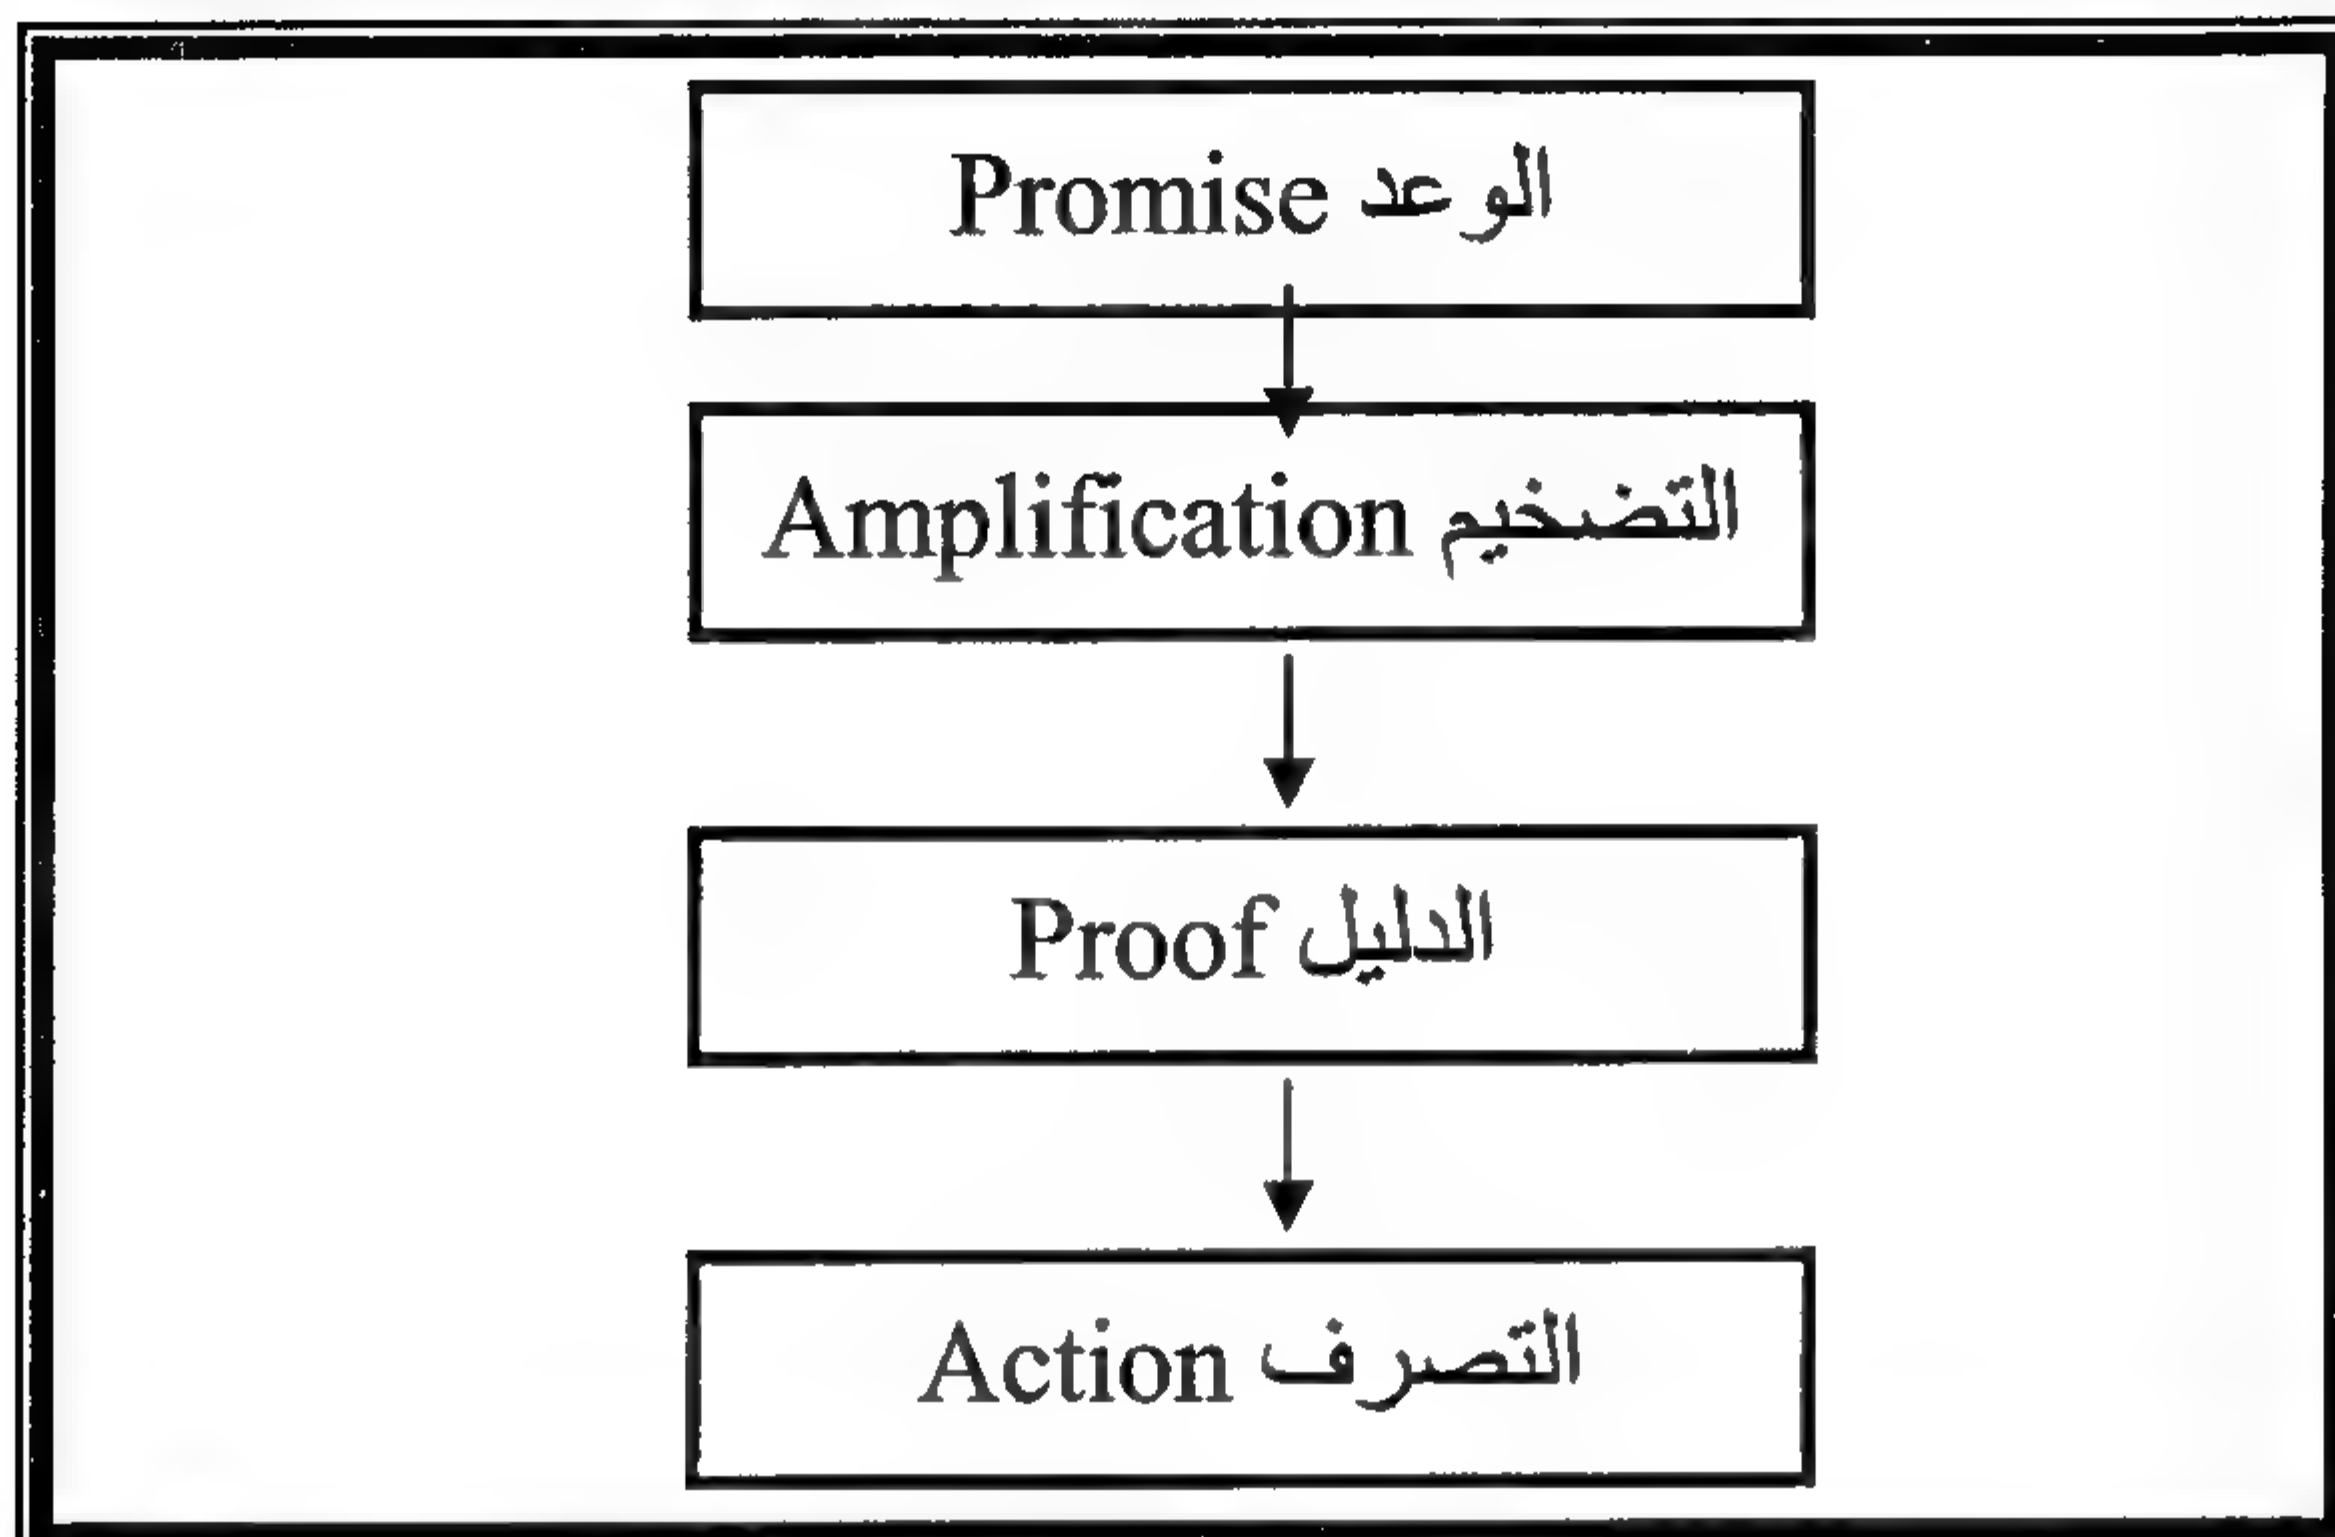 الوعد Promise
التضخيم Amplification
الدليل Proof
التصرف Action